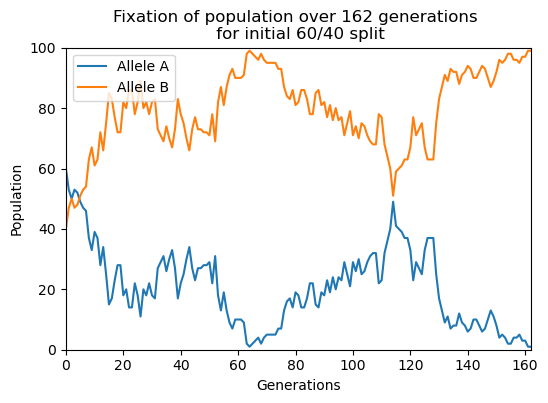 Fixation of population over 162 generations
for initial 60/40 split
Allele A
Allele B
100
80
60
40
20
0
Population
0 20 40 60 80 100 120 140 160
Generations